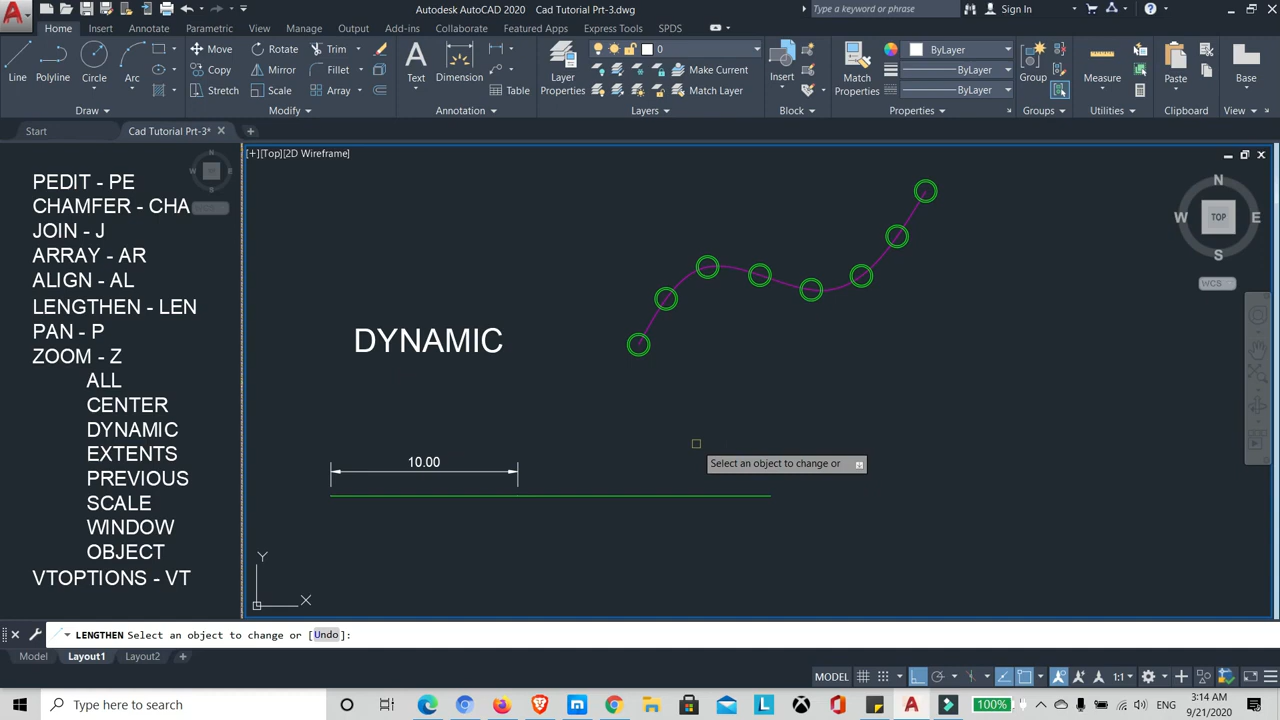 Autodesk AutoCAD 2020 Cad Tutorial Prt-3.dwg
Type a keyword or phrase
Sign In
Home Insert Annotate Parametric View Manage Output Add-ins Collaborate Featured Apps Express Tools SPDS
Line
Polyline
Circle
Arc
Move
Rotate
Trim
Copy
Mirror
Fillet
Stretch
Scale
Array
Text
Dimension
Table
Layer
Properties
0
Make Current
Match Layer
Insert
Match
Properties
ByLayer
ByLayer
ByLayer
Group
Measure
Paste
Base
Draw Modify Annotation Layers Block Properties Groups Utilities Clipboard View
Start
Cad Tutorial Prt-3*
[+][Top][2D Wireframe]
PEDIT - PE
CHAMFER - CHA
JOIN - J
ARRAY - AR
ALIGN - AL
LENGTHEN - LEN
PAN - P
ZOOM - Z
ALL
CENTER
DYNAMIC
EXTENTS
PREVIOUS
SCALE
WINDOW
OBJECT
VTOPTIONS - VT
N
W
E
S
DYNAMIC
10.00
Select an object to change or
N
W TOP E
S
WCS
Y
X
LENGTHEN Select an object to change or [Undo]:
Model Layout1 Layout2
MODEL
1:1
Type here to search
100%
ENG
3:14 AM
9/21/2020